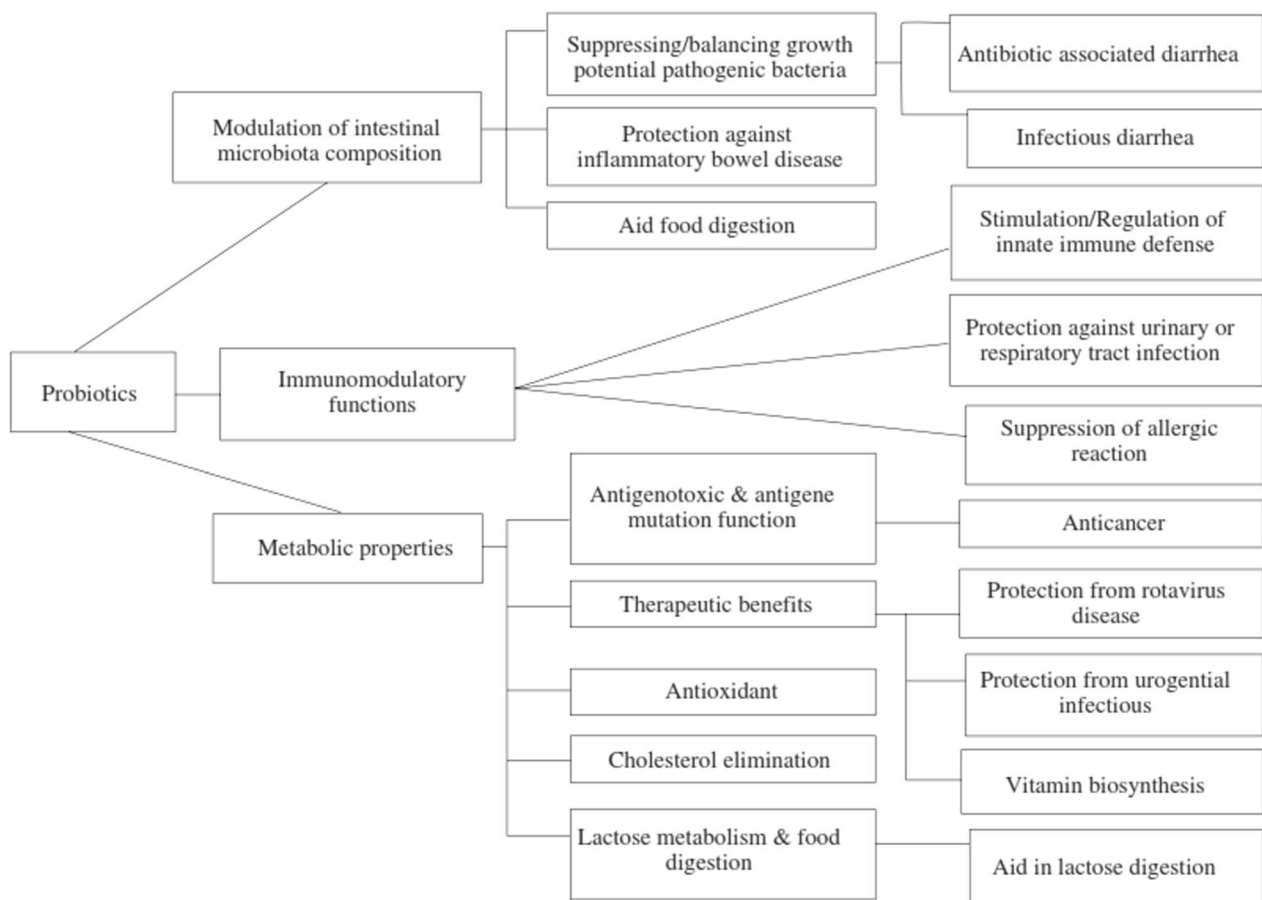 Suppressing/balancing growth
potential pathogenic bacteria
Antibiotic associated diarrhea
Modulation of intestinal
microbiota composition
Protection against
inflammatory bowel disease
Infectious diarrhea
Aid food digestion
Stimulation/Regulation of
innate immune defense
Protection against urinary or
respiratory tract infection
Probiotics
Immunomodulatory
functions
Suppression of allergic
reaction
Metabolic properties
Antigenotoxic & antigene
mutation function
Anticancer
Therapeutic benefits
Protection from rotavirus
disease
Antioxidant
Protection from urogential
infectious
Cholesterol elimination
Vitamin biosynthesis
Lactose metabolism & food
digestion
Aid in lactose digestion